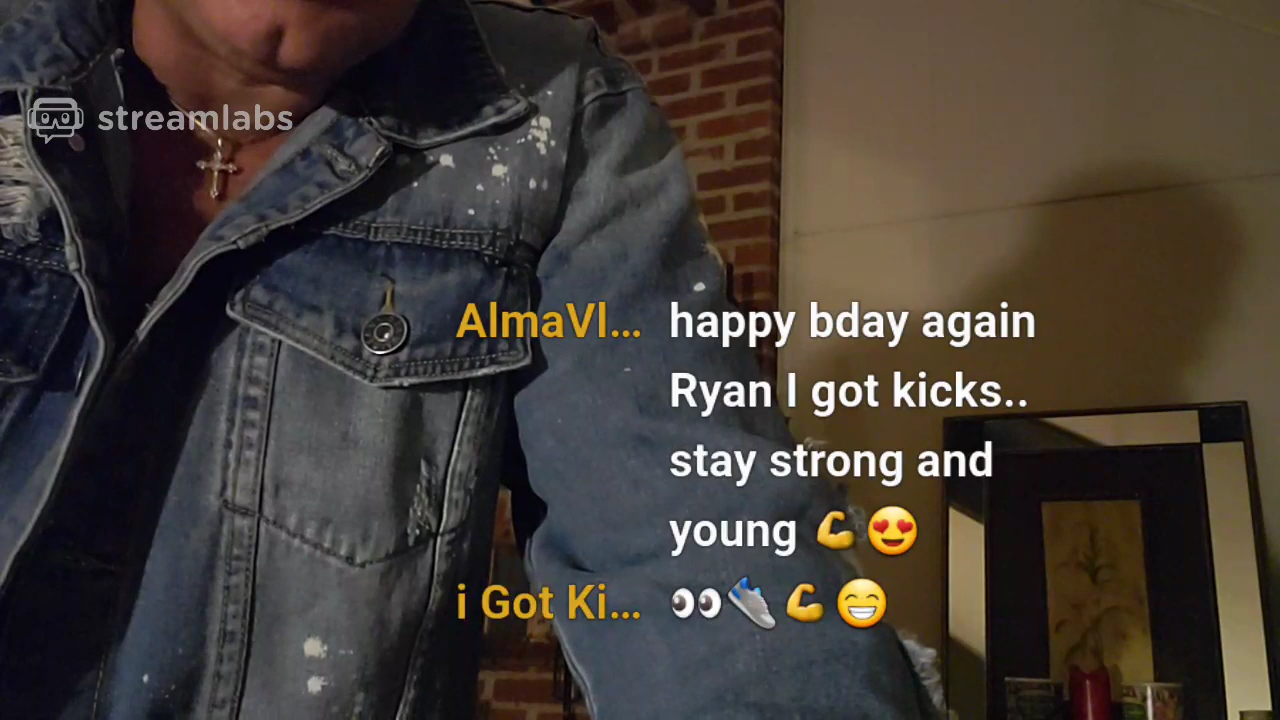 streamlabs
AlmaVl… happy bday again
Ryan I got kicks..
stay strong and
young 💪😍
i Got Ki… 👀👟💪😁